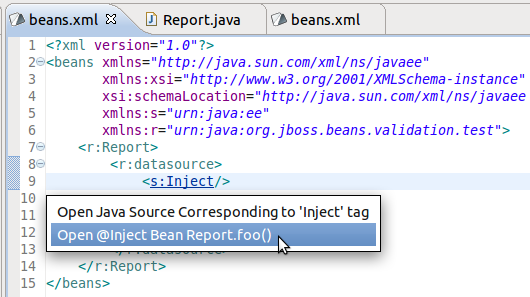 beans.xml Report.java beans.xml
1 <?xml version="1.0"?>
2 <beans xmlns="http://java.sun.com/xml/ns/javaee"
3 xmlns:xsi="http://www.w3.org/2001/XMLSchema-instance"
4 xsi:schemaLocation="http://java.sun.com/xml/ns/javaee
5 xmlns:s="urn:java:ee"
6 xmlns:r="urn:java:org.jboss.beans.validation.test">
7 <r:Report>
8 <r:datasource>
9 <s:Inject/>
10
11 Open Java Source Corresponding to 'Inject' tag
12 Open @Inject Bean Report.foo()
13
14 </r:Report>
15 </beans>